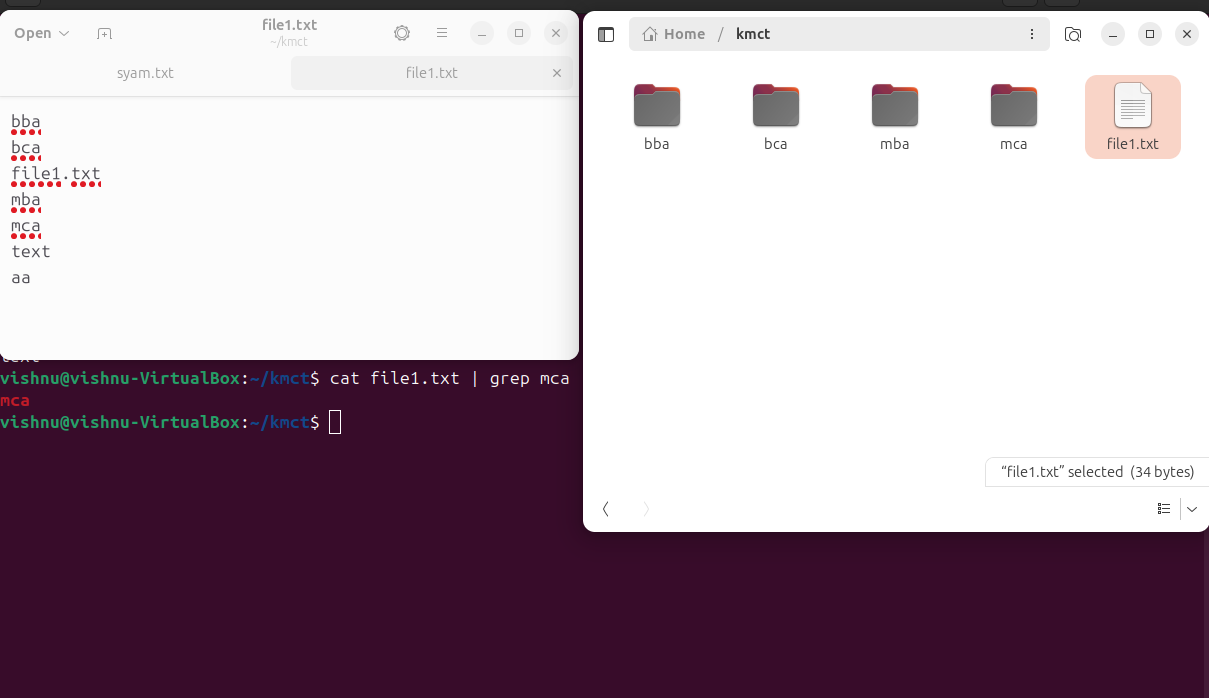 Open
file1.txt
~/kmct
syam.txt
file1.txt
bba
bca
file1.txt
mba
mca
text
aa
vishnu@vishnu-VirtualBox:~/kmct$ cat file1.txt | grep mca
mca
vishnu@vishnu-VirtualBox:~/kmct$
Home / kmct
bba bca mba mca file1.txt
“file1.txt” selected (34 bytes)